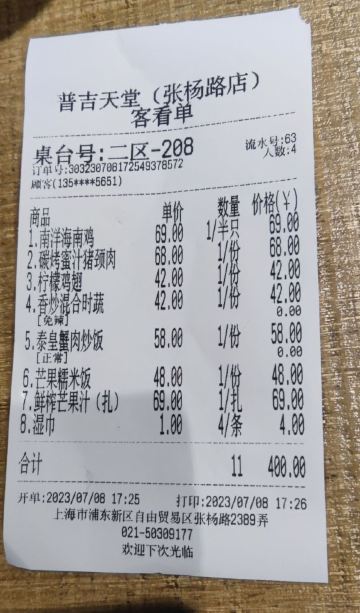 普吉天堂（张杨路店）
客看单
桌台号:二区-208
流水号:63
订单号:303230708172549378572
人数:4
顾客(135****5651)
商品 单价 数量 价格(￥)
1.南洋海南鸡 69.00 1/半只 69.00
2.碳烤蜜汁猪颈肉 68.00 1/份 68.00
3.柠檬鸡翅 42.00 1/份 42.00
4.香炒混合时蔬 42.00 1/份 42.00
[免辣] 0.00
5.泰皇蟹肉炒饭 58.00 1/份 58.00
[正常] 0.00
6.芒果糯米饭 48.00 1/份 48.00
7.鲜榨芒果汁（扎） 69.00 1/扎 69.00
8.湿巾 1.00 4/条 4.00
合计 11 400.00
开单:2023/07/08 17:25 打印:2023/07/08 17:26
上海市浦东新区自由贸易区张杨路2389弄
021-50309177
欢迎下次光临